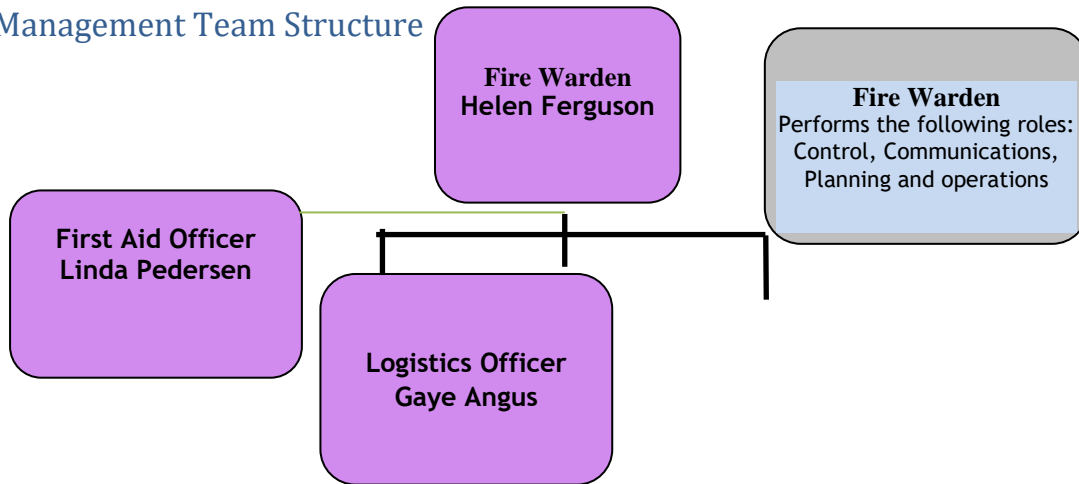 Management Team Structure
Fire Warden
Helen Ferguson
Fire Warden
Performs the following roles:
Control, Communications,
Planning and operations
First Aid Officer
Linda Pedersen
Logistics Officer
Gaye Angus